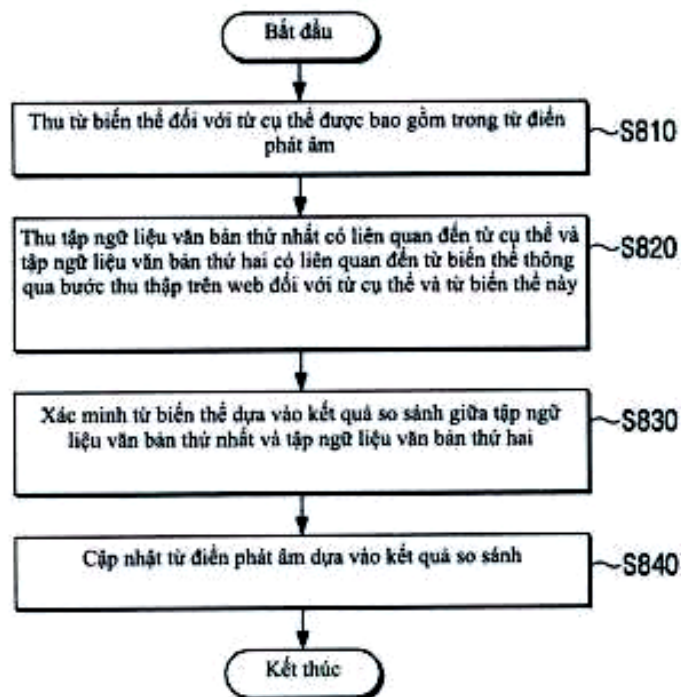 Bắt đầu
Thu từ biến thể đối với từ cụ thể được bao gồm trong từ điển
phát âm
S810
Thu tập ngữ liệu văn bản thứ nhất có liên quan đến từ cụ thể và
tập ngữ liệu văn bản thứ hai có liên quan đến từ biến thể thông
qua bước thu thập trên web đối với từ cụ thể và từ biến thể này
S820
Xác minh từ biến thể dựa vào kết quả so sánh giữa tập ngữ
liệu văn bản thứ nhất và tập ngữ liệu văn bản thứ hai
S830
Cập nhật từ điển phát âm dựa vào kết quả so sánh
S840
Kết thúc